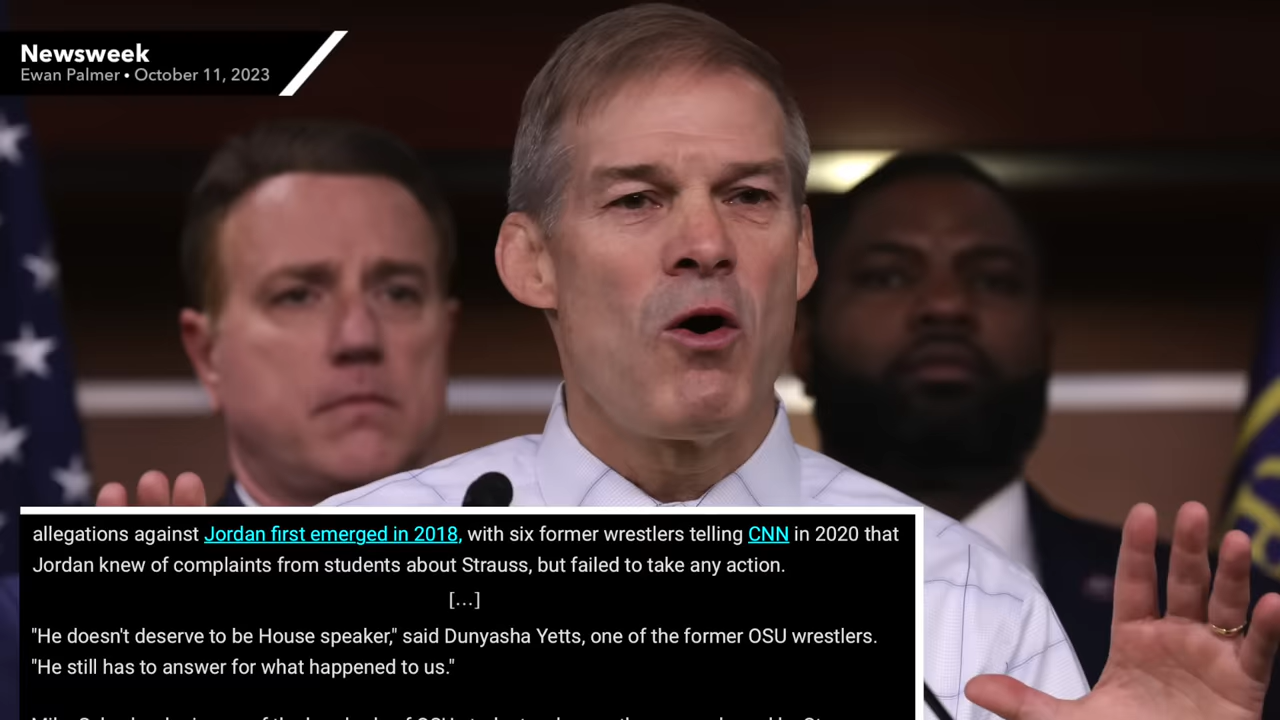 Newsweek
Ewan Palmer • October 11, 2023
allegations against Jordan first emerged in 2018, with six former wrestlers telling CNN in 2020 that
Jordan knew of complaints from students about Strauss, but failed to take any action.
[...]
"He doesn't deserve to be House speaker," said Dunyasha Yetts, one of the former OSU wrestlers.
"He still has to answer for what happened to us."